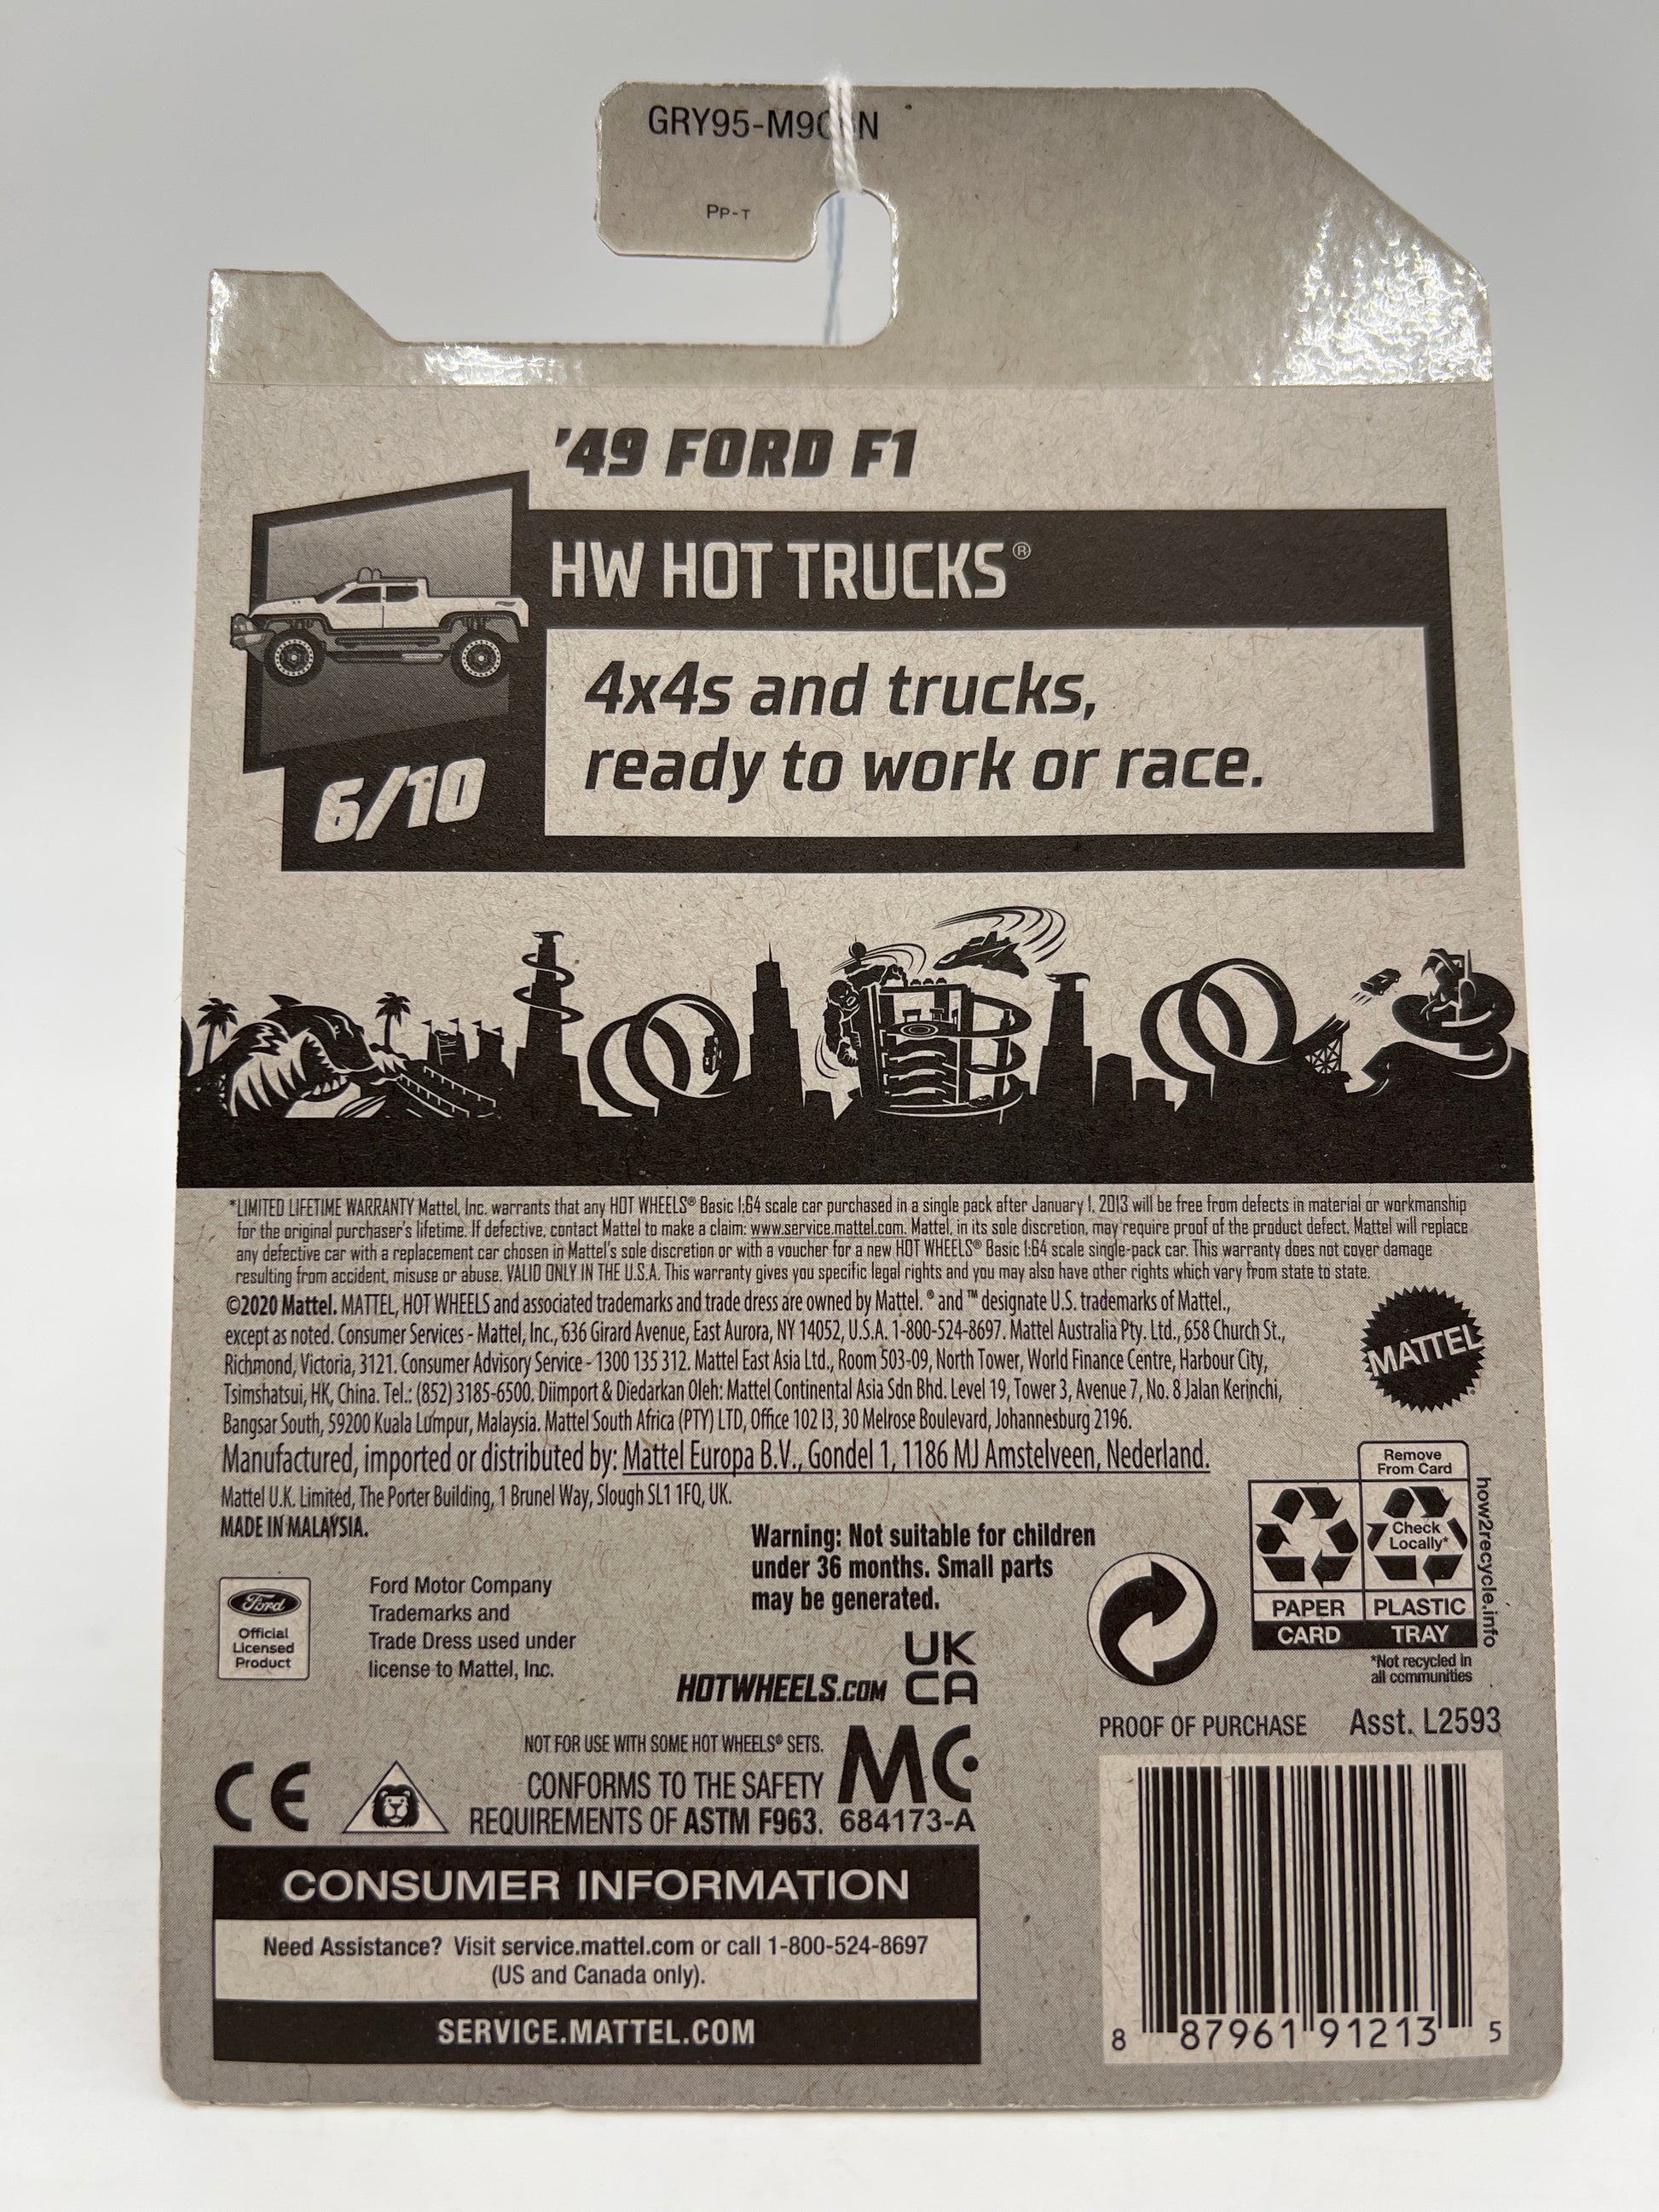 GRY95-M9
PP-T
'49 FORD F1
HW HOT TRUCKS®
4x4s and trucks,
ready to work or race.
6/10
*LIMITED LIFETIME WARRANTY Mattel, Inc. warrants that any HOT WHEELS® Basic 1:64 scale car purchased in a single pack after January 1, 2013 will be free from defects in material or workmanship
for the original purchaser's lifetime. If defective, contact Mattel to make a claim: www.service.mattel.com. Mattel, in its sole discretion, may require proof of the product defect. Mattel will replace
any defective car with a replacement car chosen in Mattel's sole discretion or with a voucher for a new HOT WHEELS® Basic 1:64 scale single-pack car. This warranty does not cover damage
resulting from accident, misuse or abuse. VALID ONLY IN THE U.S.A. This warranty gives you specific legal rights and you may also have other rights which vary from state to state.
©2020 Mattel. MATTEL, HOT WHEELS and associated trademarks and trade dress are owned by Mattel. ® and ™ designate U.S. trademarks of Mattel.,
except as noted. Consumer Services - Mattel, Inc., 636 Girard Avenue, East Aurora, NY 14052, U.S.A. 1-800-524-8697. Mattel Australia Pty. Ltd., 658 Church St.,
Richmond, Victoria, 3121. Consumer Advisory Service - 1300 135 312. Mattel East Asia Ltd., Room 503-09, North Tower, World Finance Centre, Harbour City,
Tsimshatsui, HK, China. Tel.: (852) 3185-6500. Diimport & Diedarkan Oleh: Mattel Continental Asia Sdn Bhd. Level 19, Tower 3, Avenue 7, No. 8 Jalan Kerinchi,
Bangsar South, 59200 Kuala Lumpur, Malaysia. Mattel South Africa (PTY) LTD, Office 102 I3, 30 Melrose Boulevard, Johannesburg 2196.
MATTEL
Manufactured, imported or distributed by: Mattel Europa B.V., Gondel 1, 1186 MJ Amstelveen, Nederland.
Mattel U.K. Limited, The Porter Building, 1 Brunel Way, Slough SL1 1FQ, UK.
MADE IN MALAYSIA.
Warning: Not suitable for children
under 36 months. Small parts
may be generated.
Remove
From Card
Check
Locally*
PAPER
CARD
PLASTIC
TRAY
how2recycle.info
*Not recycled in
all communities
Ford
Official
Licensed
Product
Ford Motor Company
Trademarks and
Trade Dress used under
license to Mattel, Inc.
HOTWHEELS.COM
UK
CA
PROOF OF PURCHASE
Asst. L2593
NOT FOR USE WITH SOME HOT WHEELS® SETS.
CE
CONFORMS TO THE SAFETY
REQUIREMENTS OF ASTM F963.
MC
684173-A
CONSUMER INFORMATION
Need Assistance? Visit service.mattel.com or call 1-800-524-8697
(US and Canada only).
SERVICE.MATTEL.COM
8 87961 91213 5